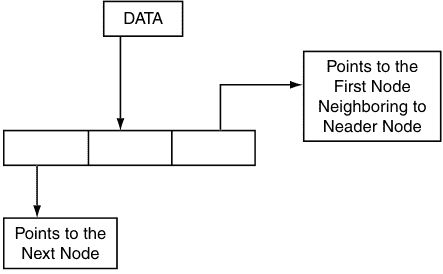 DATA
Points to the
First Node
Neighboring to
Neader Node
Points to the
Next Node